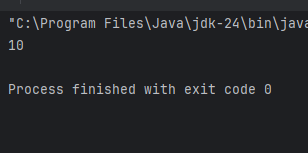 "C:\Program Files\Java\jdk-24\bin\java
10
Process finished with exit code 0